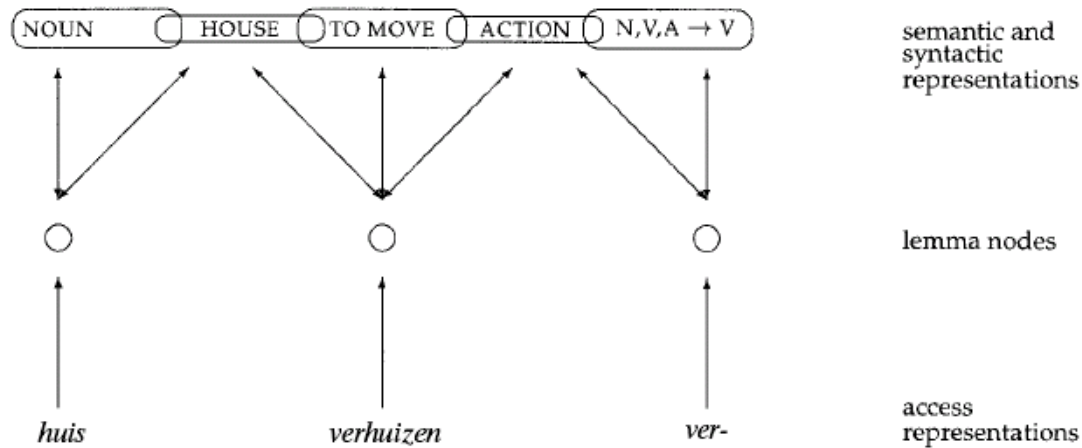 NOUN HOUSE TO MOVE ACTION N,V,A → V
semantic and
syntactic
representations
lemma nodes
huis verhuizen ver-
access
representations